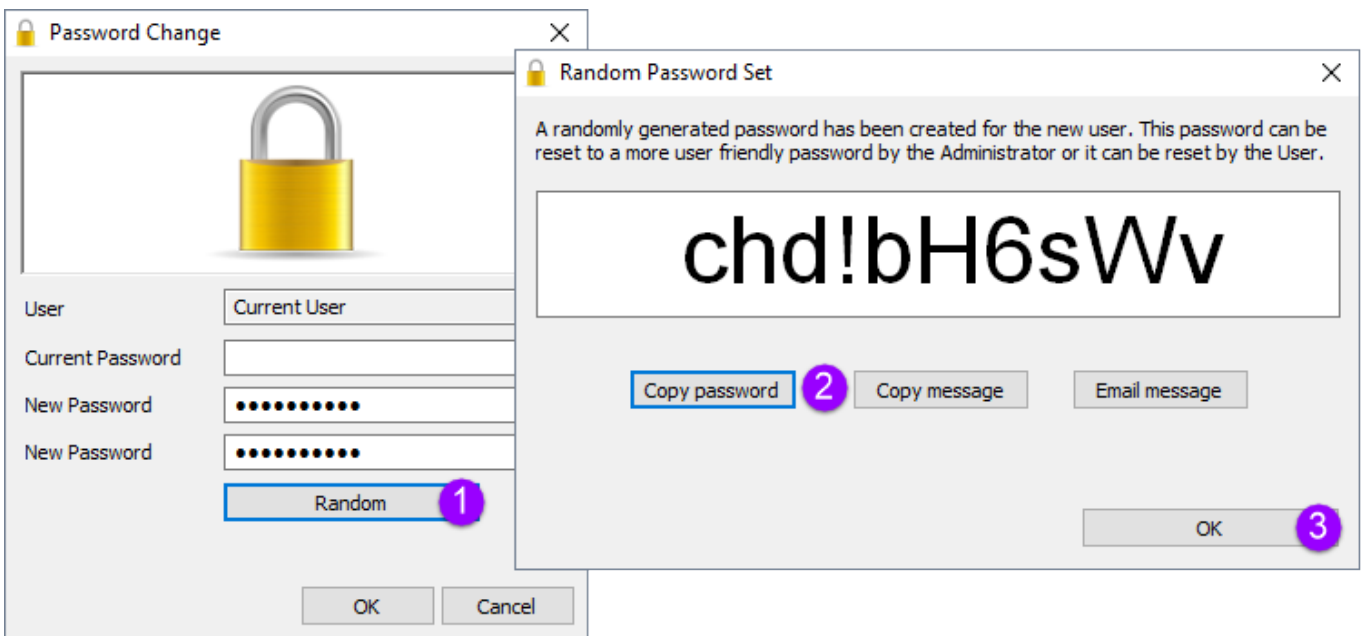 Password Change
User
Current User
Current Password
New Password
••••••••••
New Password
••••••••••
Random
1
OK
Cancel
Random Password Set
A randomly generated password has been created for the new user. This password can be
reset to a more user friendly password by the Administrator or it can be reset by the User.
chd!bH6sWv
Copy password
2
Copy message
Email message
OK
3